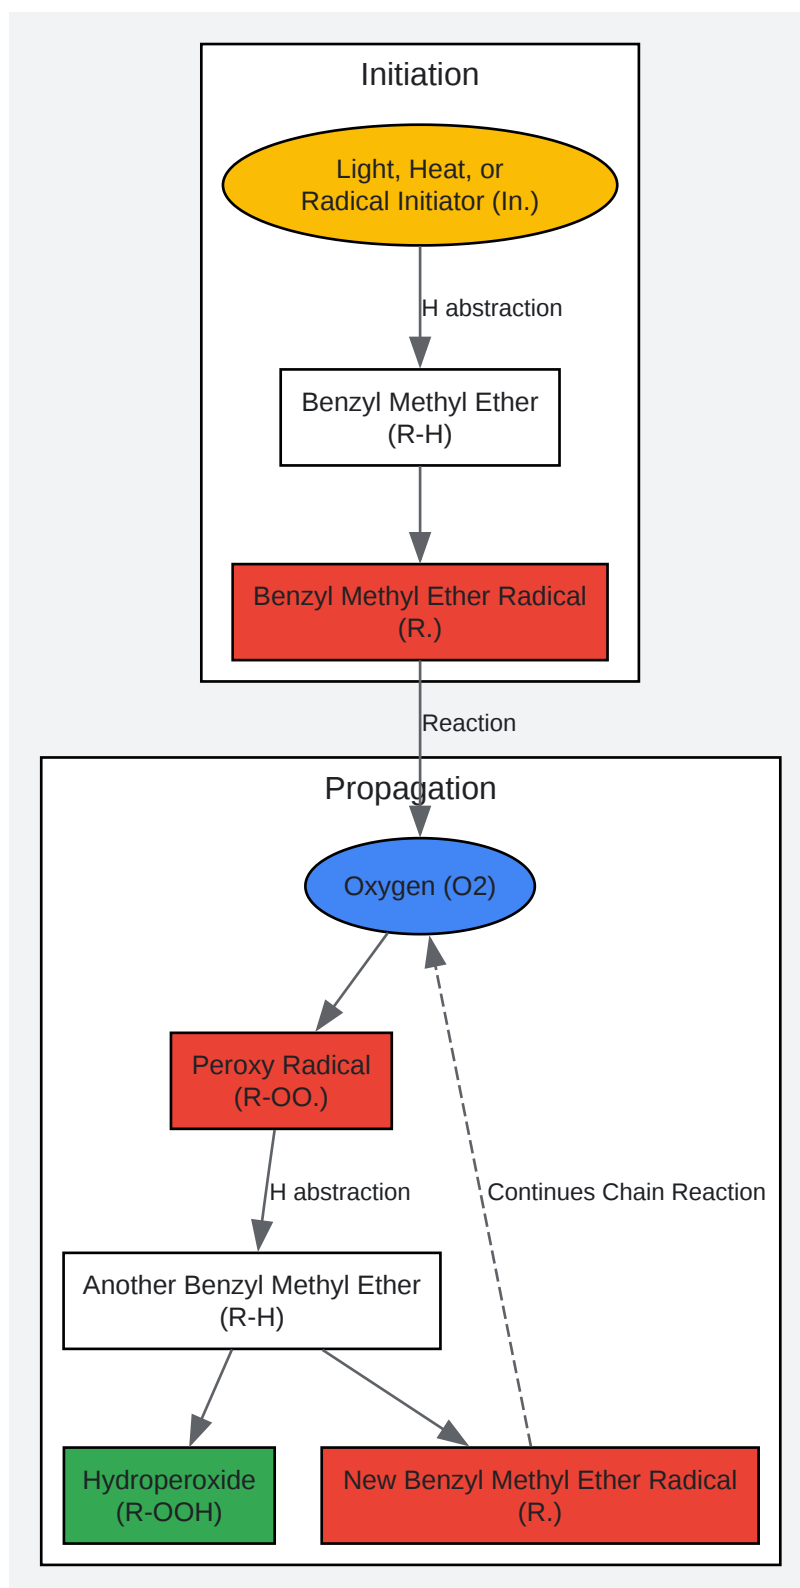 Initiation
Light, Heat, or
Radical Initiator (In.)
H abstraction
Benzyl Methyl Ether
(R-H)
Benzyl Methyl Ether Radical
(R.)
Reaction
Propagation
Oxygen (O2)
Peroxy Radical
(R-OO.)
H abstraction
Continues Chain Reaction
Another Benzyl Methyl Ether
(R-H)
Hydroperoxide
(R-OOH)
New Benzyl Methyl Ether Radical
(R.)